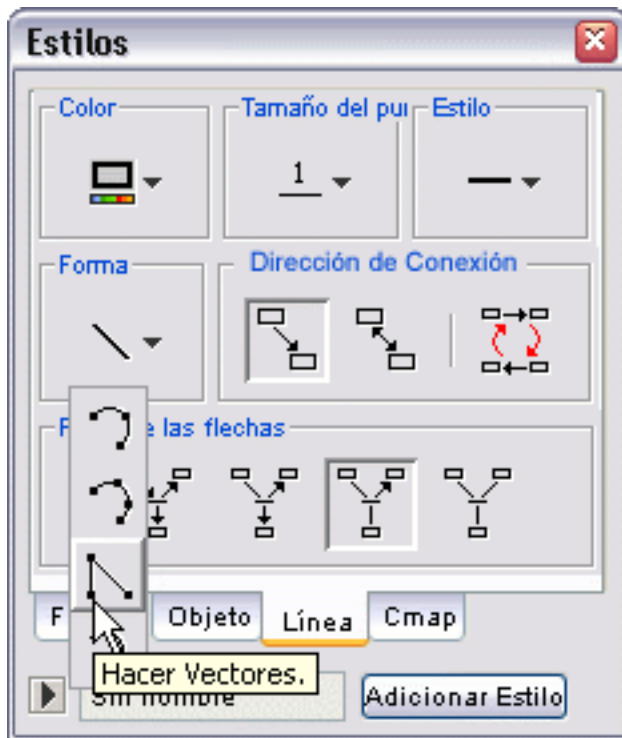 Estilos
Color
Tamaño del pu
Estilo
1
Forma
Dirección de Conexión
las flechas
F
Objeto
Línea
Cmap
Hacer Vectores.
Sin nombre
Adicionar Estilo